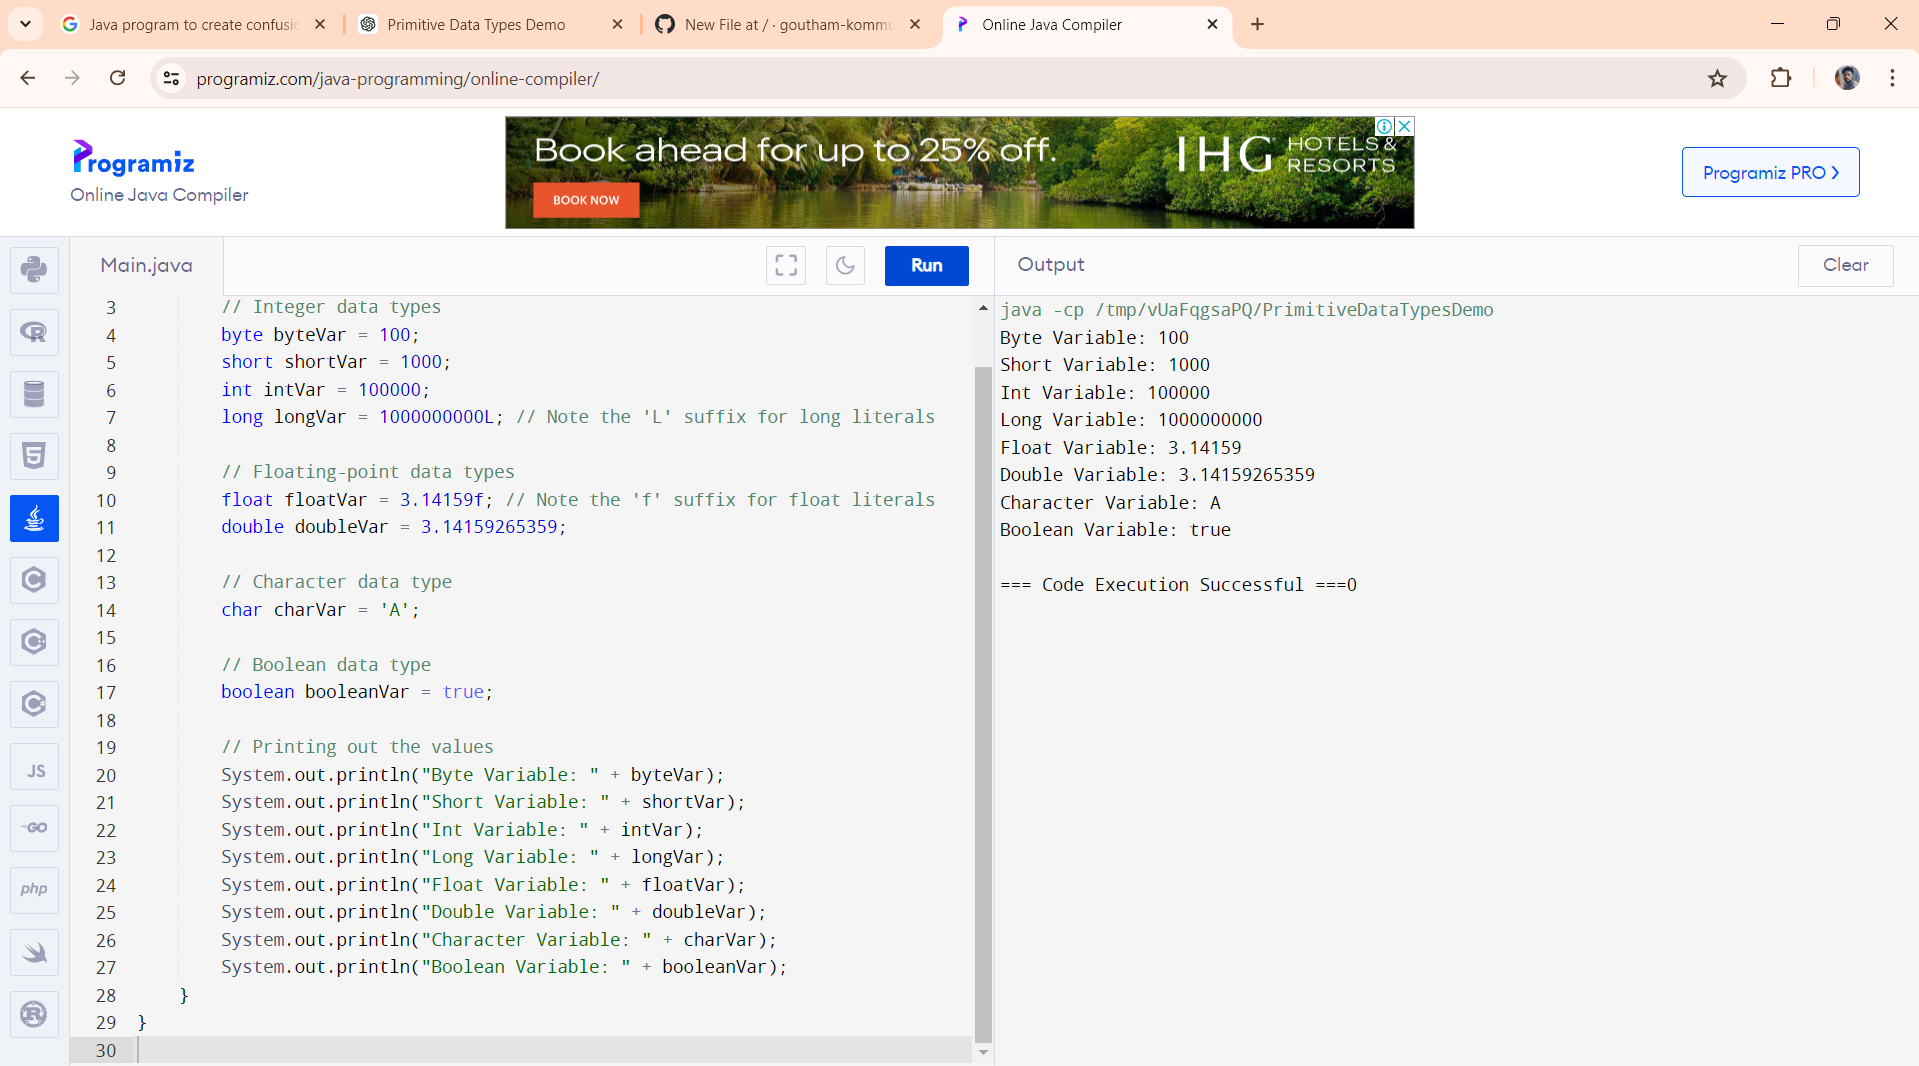 Java program to create confusio
Primitive Data Types Demo
New File at / · goutham-kommu
Online Java Compiler
programiz.com/java-programming/online-compiler/
Programiz
Online Java Compiler
Book ahead for up to 25% off.
BOOK NOW
IHG HOTELS & RESORTS
Programiz PRO
Main.java
Run
Output
Clear
3 // Integer data types
4 byte byteVar = 100;
5 short shortVar = 1000;
6 int intVar = 100000;
7 long longVar = 1000000000L; // Note the 'L' suffix for long literals
8
9 // Floating-point data types
10 float floatVar = 3.14159f; // Note the 'f' suffix for float literals
11 double doubleVar = 3.14159265359;
12
13 // Character data type
14 char charVar = 'A';
15
16 // Boolean data type
17 boolean booleanVar = true;
18
19 // Printing out the values
20 System.out.println("Byte Variable: " + byteVar);
21 System.out.println("Short Variable: " + shortVar);
22 System.out.println("Int Variable: " + intVar);
23 System.out.println("Long Variable: " + longVar);
24 System.out.println("Float Variable: " + floatVar);
25 System.out.println("Double Variable: " + doubleVar);
26 System.out.println("Character Variable: " + charVar);
27 System.out.println("Boolean Variable: " + booleanVar);
28 }
29 }
30
java -cp /tmp/vUaFqgsaPQ/PrimitiveDataTypesDemo
Byte Variable: 100
Short Variable: 1000
Int Variable: 100000
Long Variable: 1000000000
Float Variable: 3.14159
Double Variable: 3.14159265359
Character Variable: A
Boolean Variable: true
=== Code Execution Successful ===0
R
5
C
C
C
JS
GO
php
R